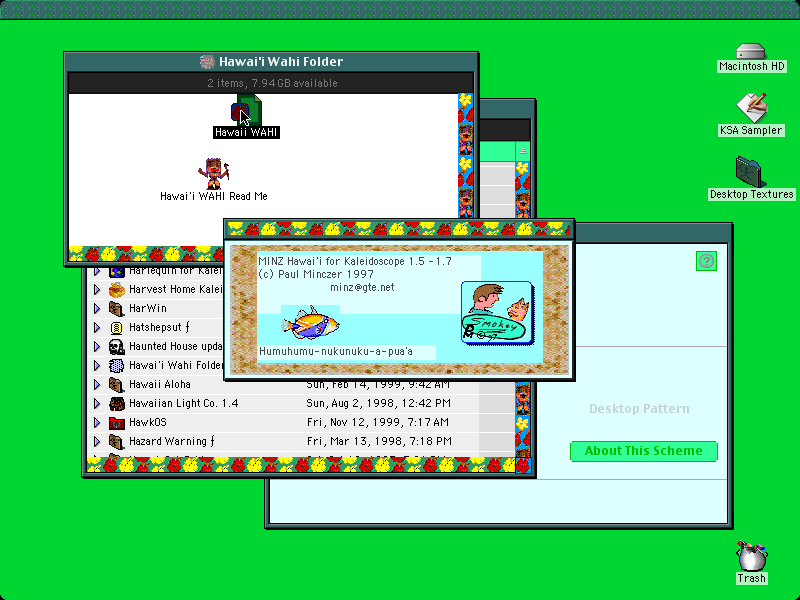 Hawai'i Wahi Folder
2 items, 7.94GB available
Hawaii WAHI
Hawai'i WAHI Read Me
Macintosh HD
KSA Sampler
Desktop Textures
MINZ Hawai'i for Kaleidoscope 1.5 -1.7
(c) Paul Minczer 1997
minz@gte.net
Smokey
Boy
Humuhumu-nukunuku-a-pua'a
Harlequin for Kalei
Harvest Home Kalei
HarWin
Hatshepsut ƒ
Haunted House upda
Hawai'i Wahi Folder
Hawaii Aloha
Sun, Feb 14, 1999, 9:42 AM
Hawaiian Light Co. 1.4
Sun, Aug 2, 1998, 12:42 PM
HawkOS
Fri, Nov 12, 1999, 7:17 AM
Hazard Warning ƒ
Fri, Mar 13, 1998, 7:18 PM
Desktop Pattern
About This Scheme
Trash